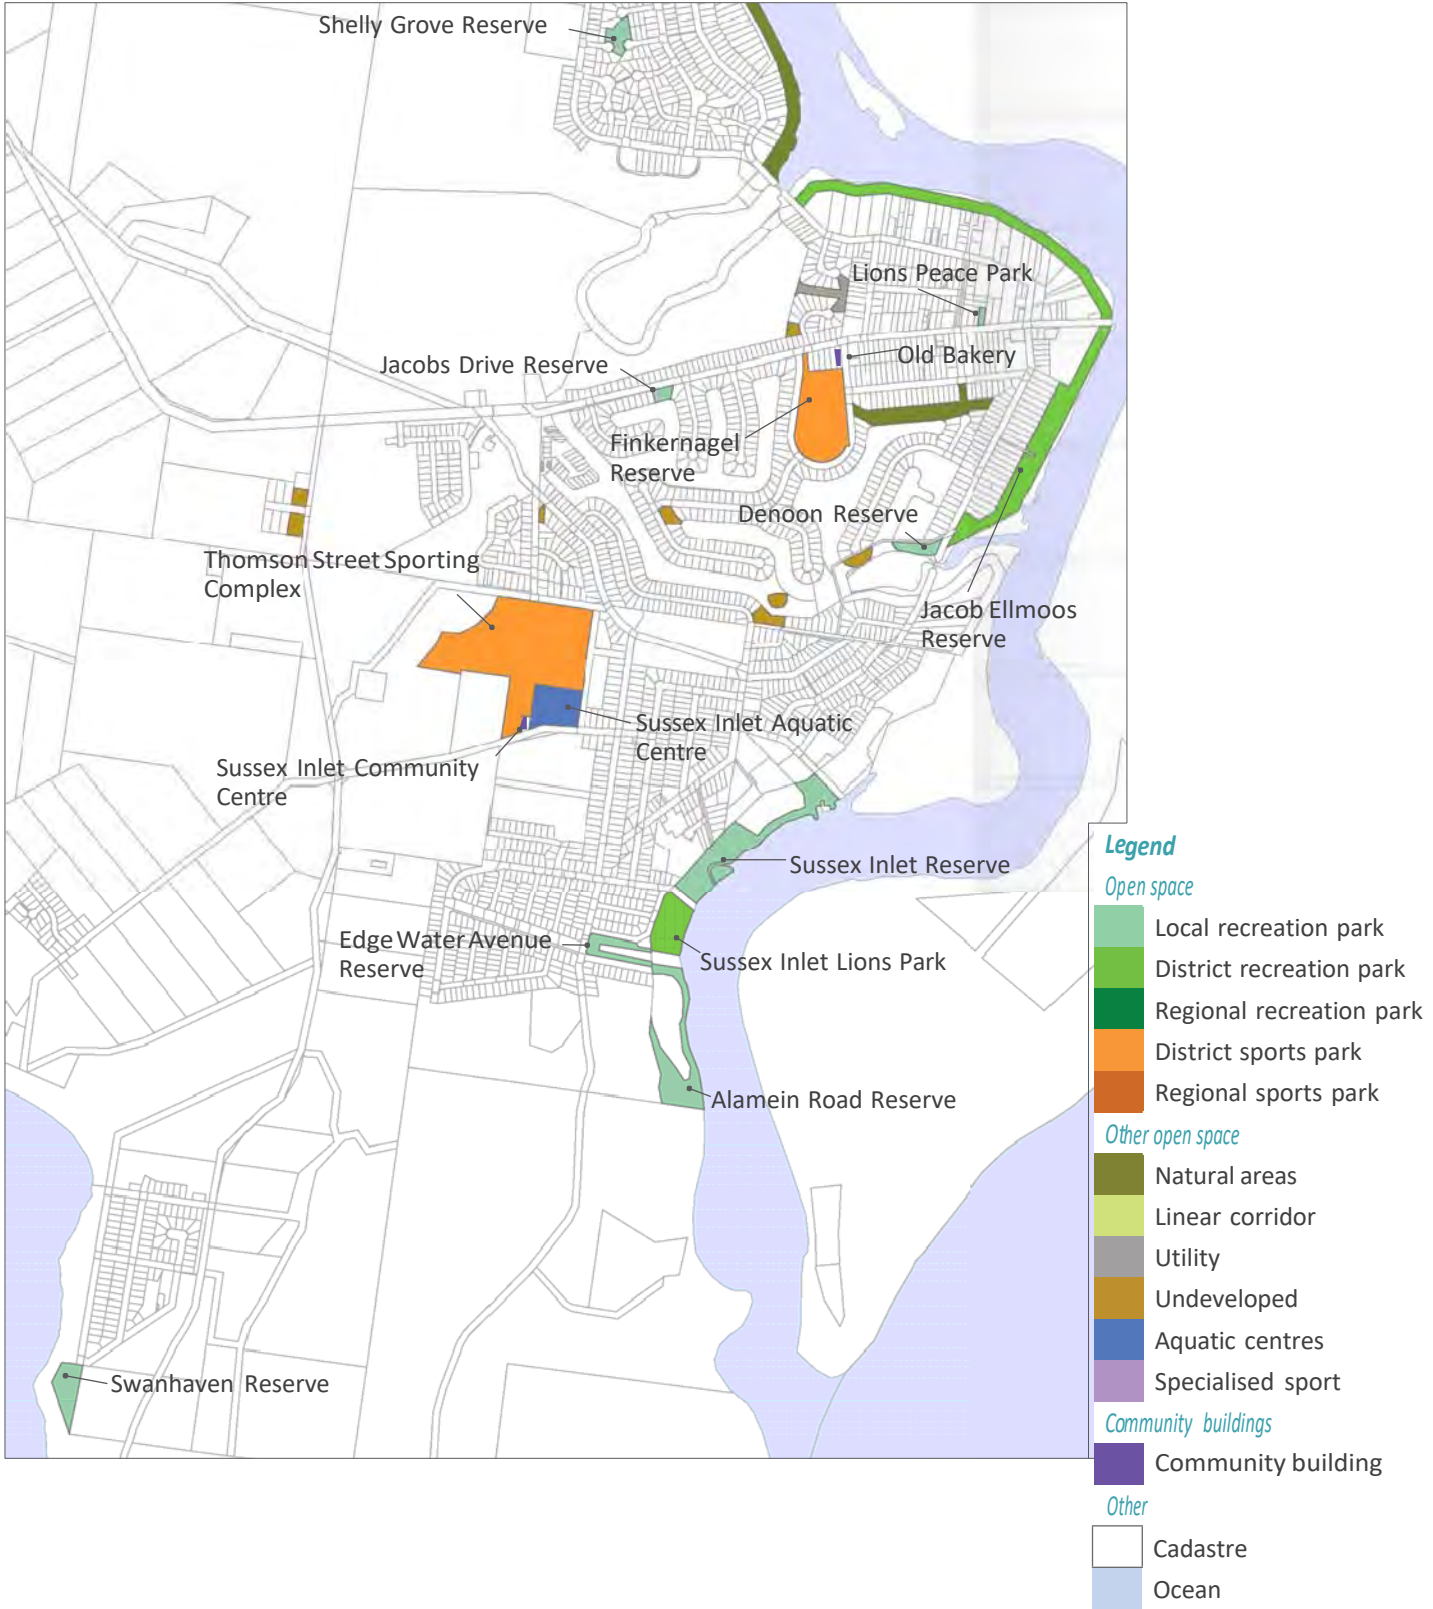 Shelly Grove Reserve
Lions Peace Park
Old Bakery
Jacobs Drive Reserve
Finkernagel
Reserve
Denoon Reserve
Thomson Street Sporting
Complex
Jacob Ellmoos
Reserve
Sussex Inlet Aquatic
Centre
Sussex Inlet Community
Centre
Sussex Inlet Reserve
Edge Water Avenue
Reserve
Sussex Inlet Lions Park
Alamein Road Reserve
Swanhaven Reserve
Legend
Open space
Local recreation park
District recreation park
Regional recreation park
District sports park
Regional sports park
Other open space
Natural areas
Linear corridor
Utility
Undeveloped
Aquatic centres
Specialised sport
Community buildings
Community building
Other
Cadastre
Ocean